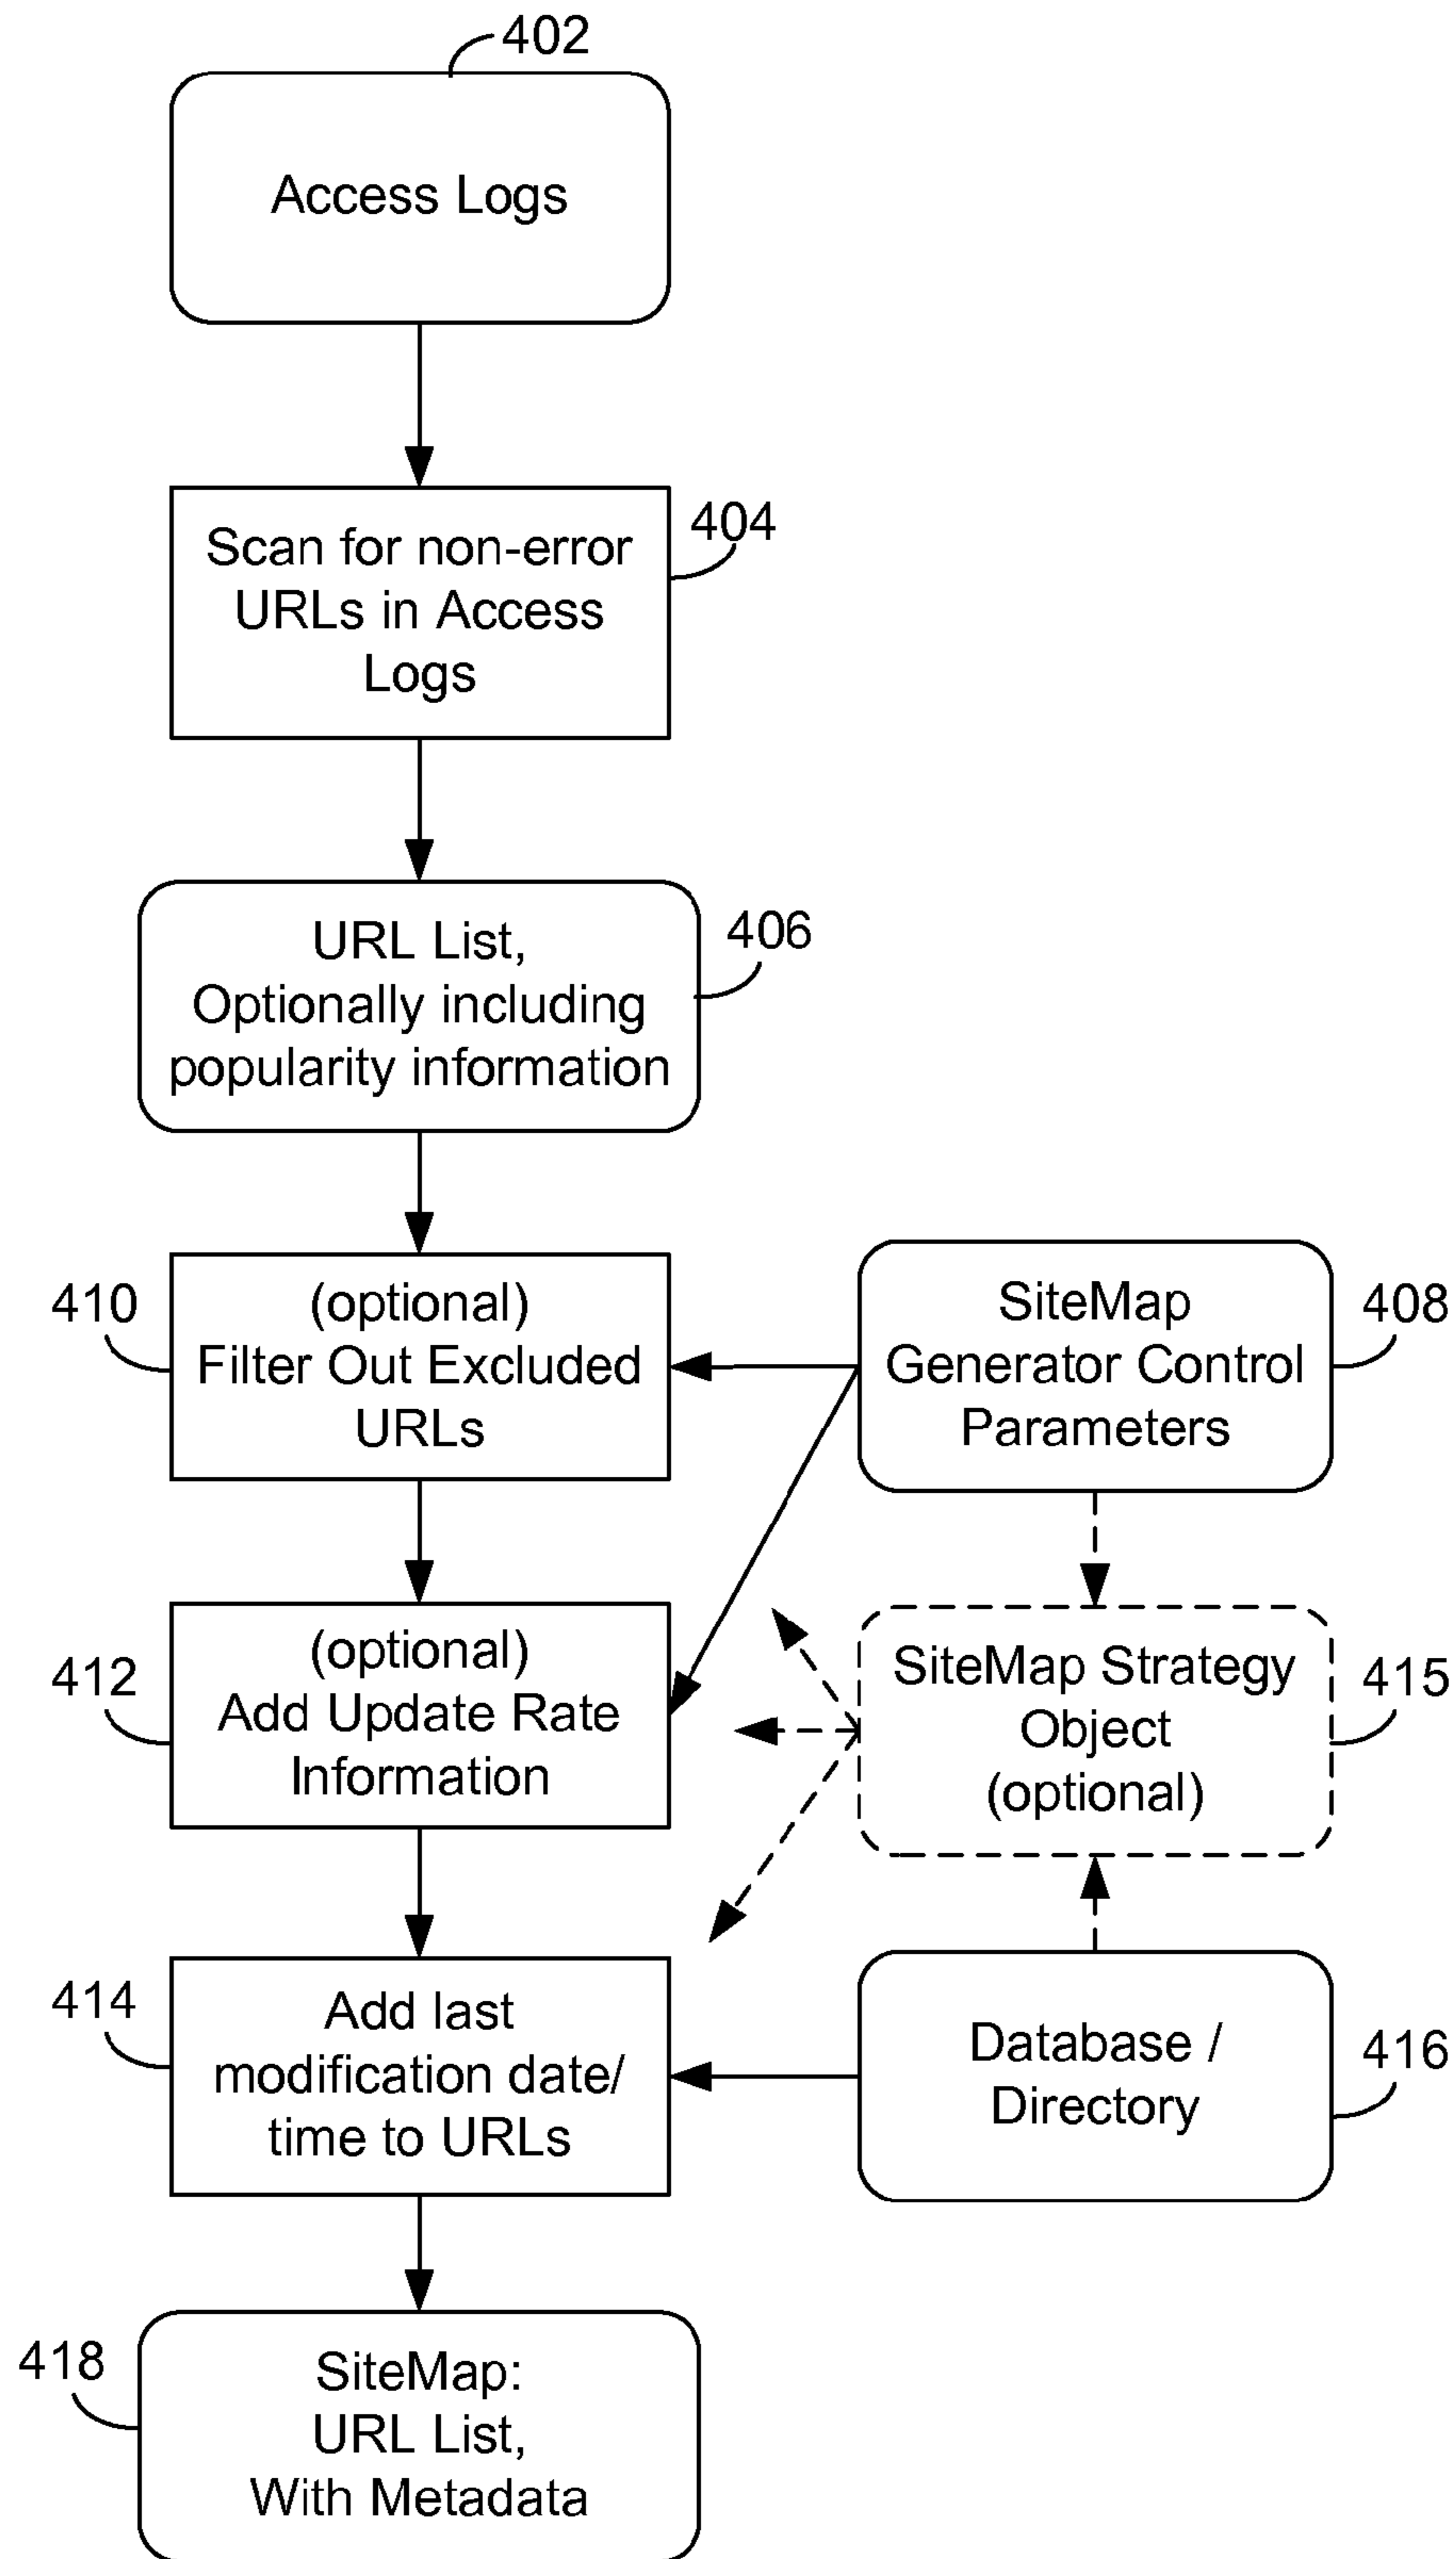 402
Access Logs
404
Scan for non-error
URLs in Access
Logs
406
URL List,
Optionally including
popularity information
410
(optional)
Filter Out Excluded
URLs
408
SiteMap
Generator Control
Parameters
412
(optional)
Add Update Rate
Information
415
SiteMap Strategy
Object
(optional)
414
Add last
modification date/
time to URLs
416
Database /
Directory
418
SiteMap:
URL List,
With Metadata